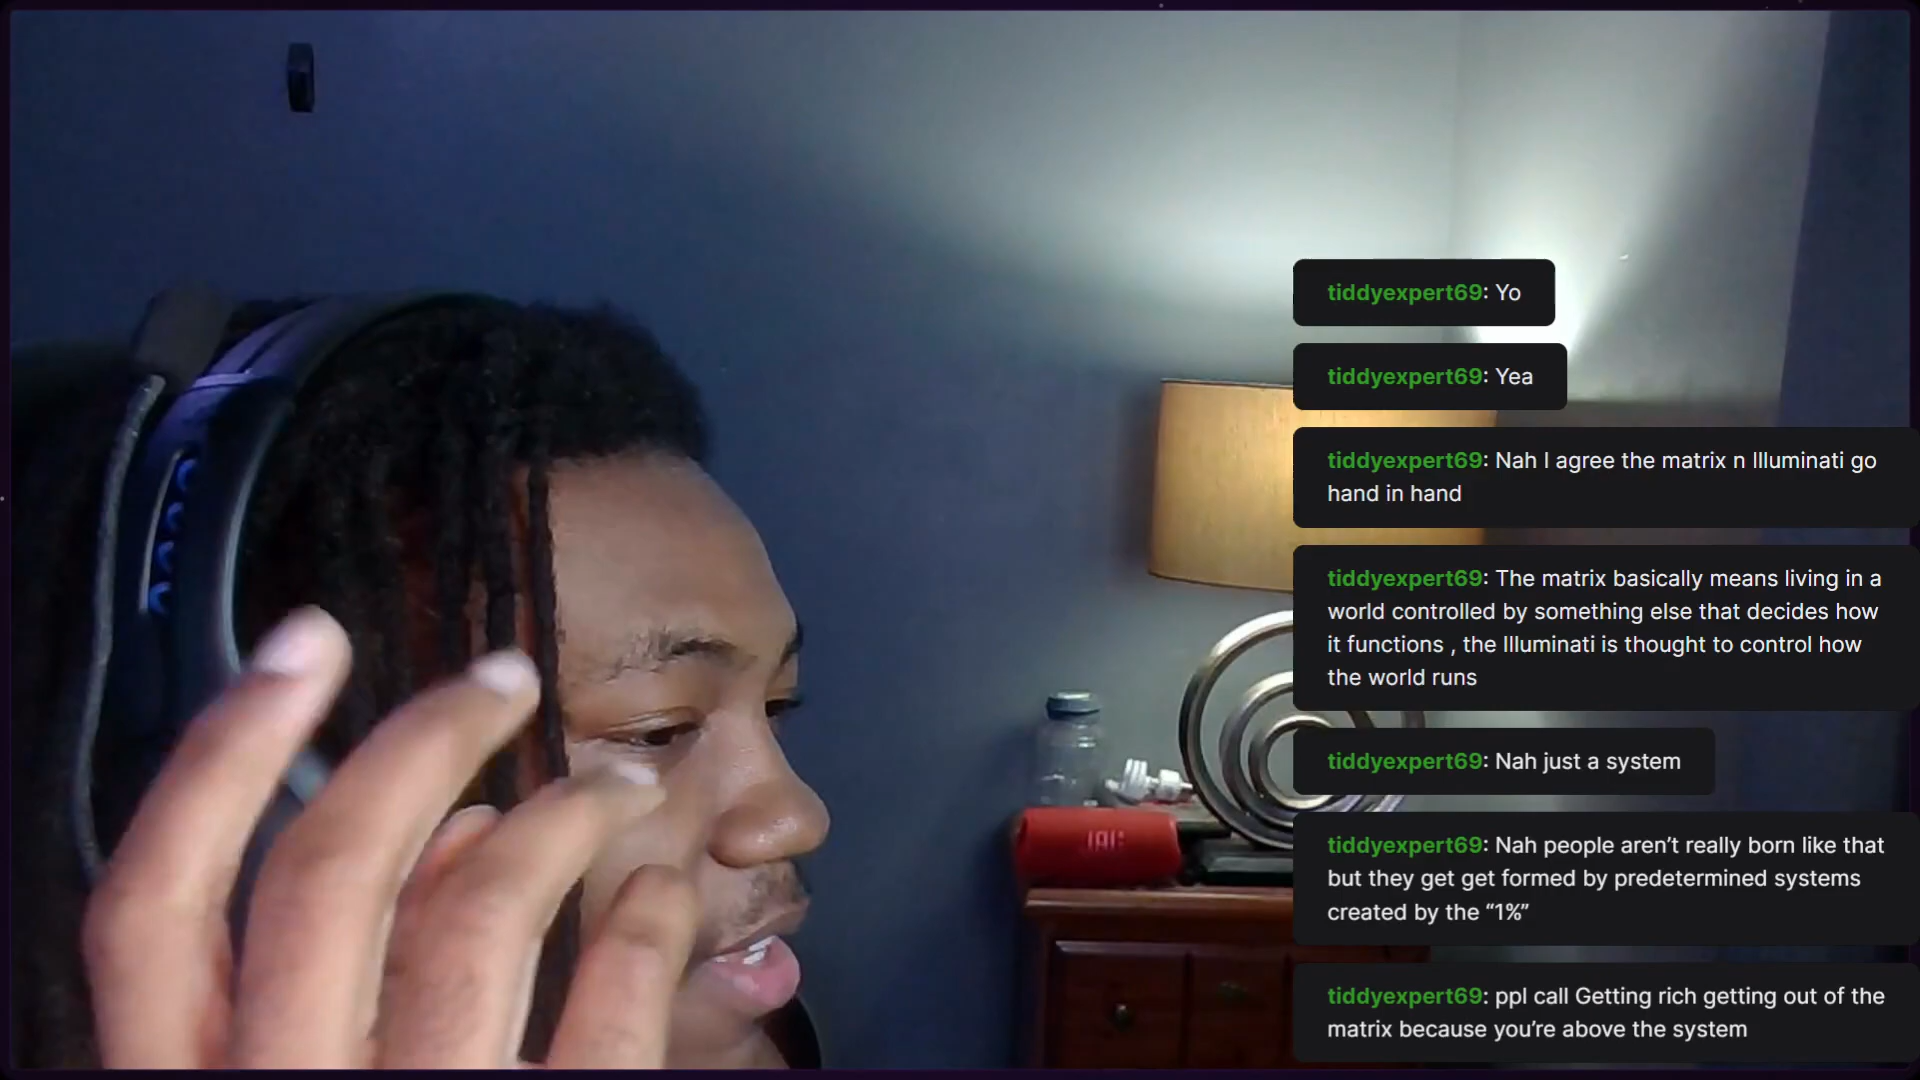 tiddyexpert69: Yo
tiddyexpert69: Yea
tiddyexpert69: Nah I agree the matrix n Illuminati go
hand in hand
tiddyexpert69: The matrix basically means living in a
world controlled by something else that decides how
it functions , the Illuminati is thought to control how
the world runs
tiddyexpert69: Nah just a system
tiddyexpert69: Nah people aren’t really born like that
but they get get formed by predetermined systems
created by the “1%”
tiddyexpert69: ppl call Getting rich getting out of the
matrix because you’re above the system
JBL